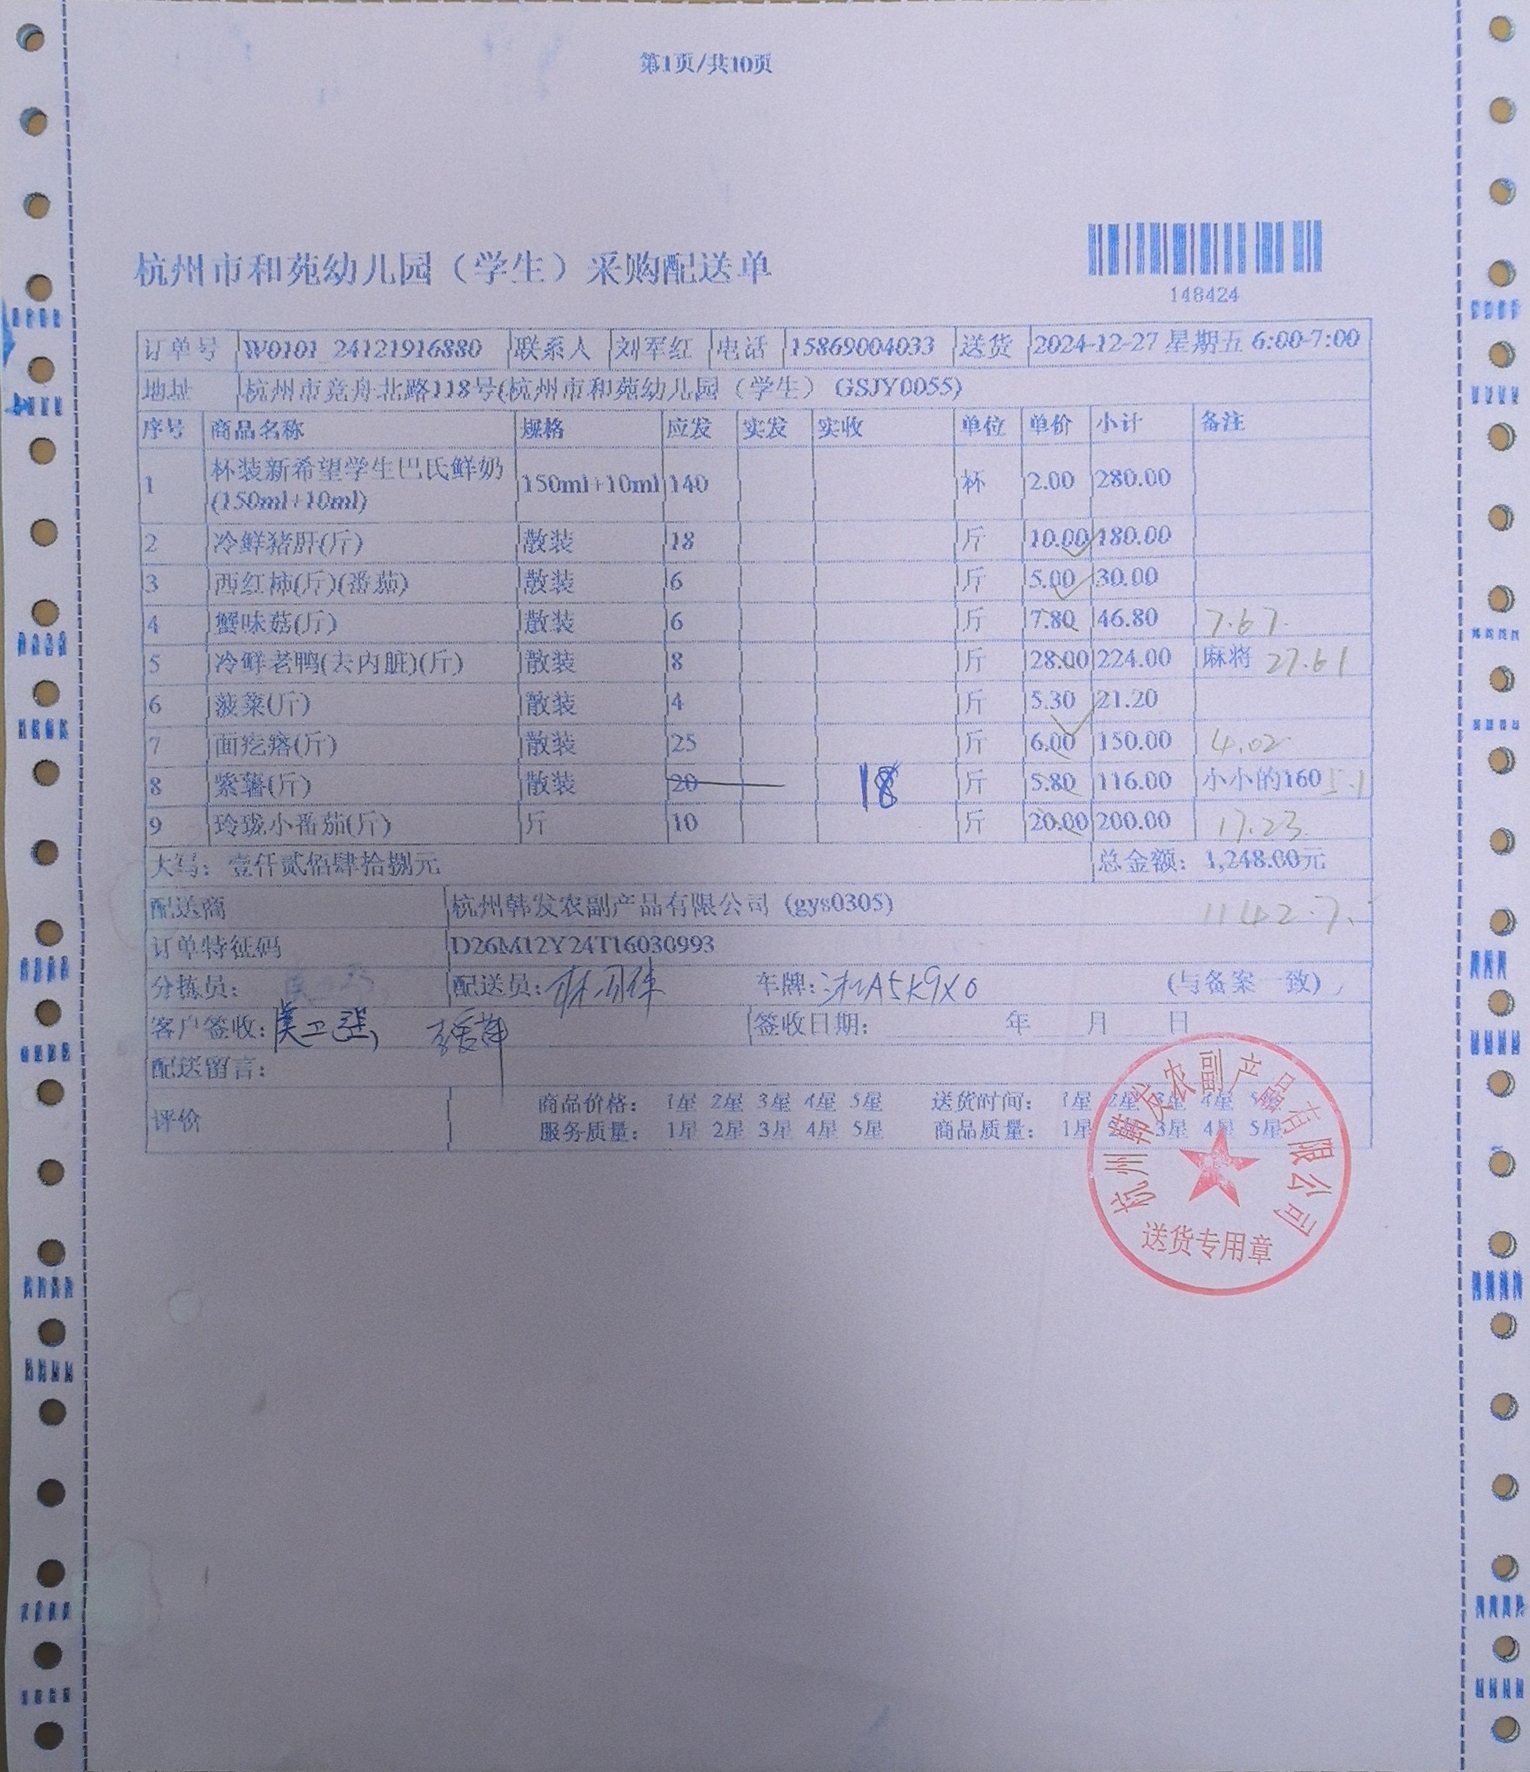 第1页/共10页
杭州市和苑幼儿园（学生）采购配送单
148424
订单号 W0101_24121916880 联系人 刘军红 电话 15869004033 送货 2024-12-27 星期五 6:00-7:00
地址 杭州市竞舟北路118号(杭州市和苑幼儿园（学生） GSJY0055)
序号 商品名称 规格 应发 实发 实收 单位 单价 小计 备注
1 杯装新希望学生巴氏鲜奶(150ml+10ml) 150ml+10ml 140 杯 2.00 280.00
2 冷鲜猪肝(斤) 散装 18 斤 10.00 180.00
3 西红柿(斤)(番茄) 散装 6 斤 5.00 30.00
4 蟹味菇(斤) 散装 6 斤 7.80 46.80 7.67
5 冷鲜老鸭(去内脏)(斤) 散装 8 斤 28.00 224.00 麻将 27.61
6 菠菜(斤) 散装 4 斤 5.30 21.20
7 面疙瘩(斤) 散装 25 斤 6.00 150.00 4.02
8 紫薯(斤) 散装 20 18 斤 5.80 116.00 小小的160 5.1
9 玲珑小番茄(斤) 斤 10 斤 20.00 200.00 17.23
大写：壹仟贰佰肆拾捌元 总金额：1,248.00元
配送商 杭州韩发农副产品有限公司 (gys0305) 1142.7
订单特征码 D26M12Y24T16030993
分拣员： 配送员： 车牌：浙A5K9X0 (与备案一致)
客户签收： 签收日期： 年 月 日
配送留言：
评价 商品价格： 1星 2星 3星 4星 5星 送货时间： 1星 2星 3星 4星 5星
服务质量： 1星 2星 3星 4星 5星 商品质量： 1星 2星 3星 4星 5星
杭州韩发农副产品有限公司
送货专用章